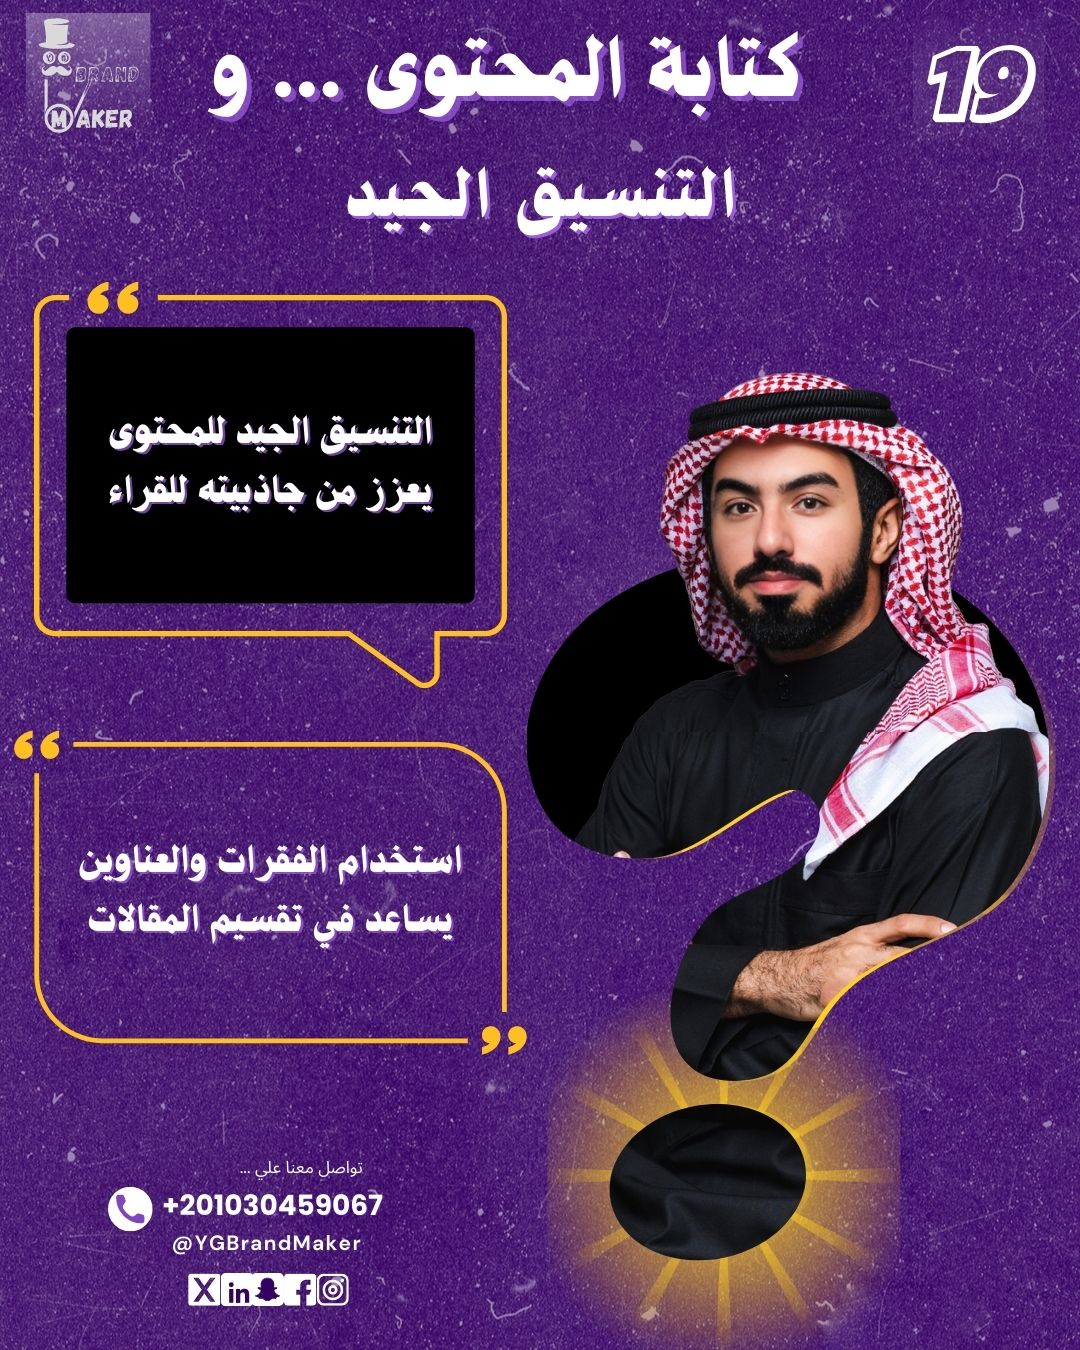 BRAND
MAKER
كتابة المحتوى ... و
19
التنسيق الجيد
التنسيق الجيد للمحتوى
يعزز من جاذبيته للقراء
استخدام الفقرات والعناوين
يساعد في تقسيم المقالات
تواصل معنا علي ...
+201030459067
@YGBrandMaker